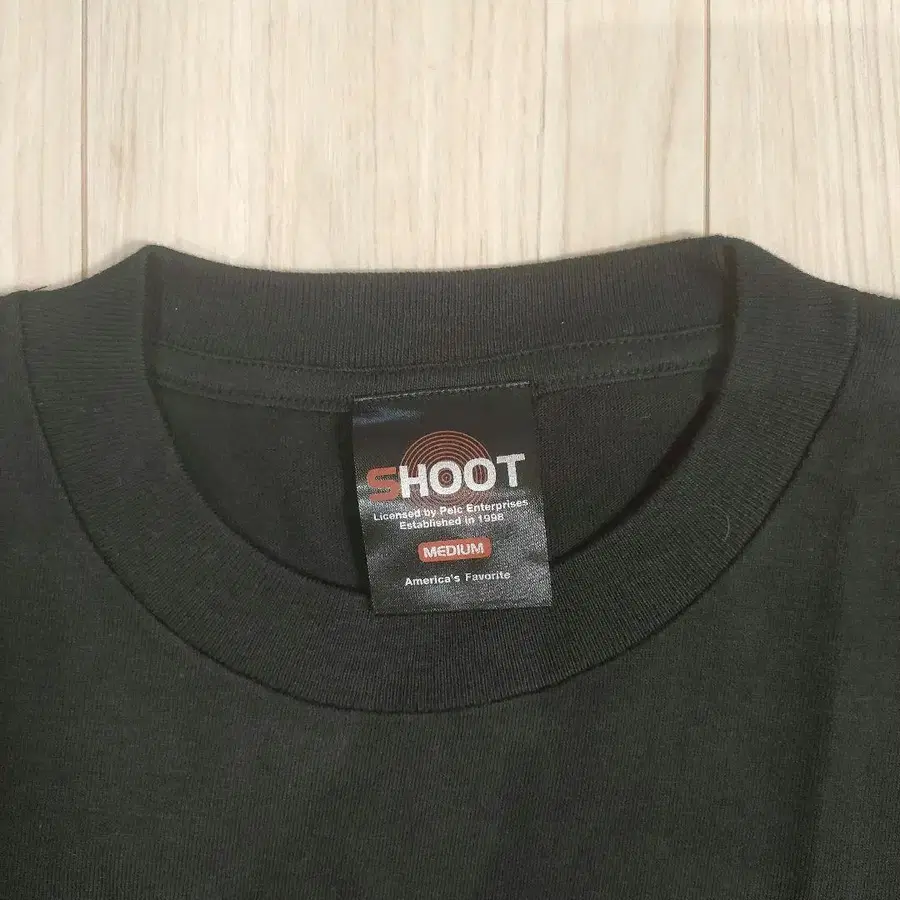 SHOOT
Licensed by Pelc Enterprises
Established in 1998
MEDIUM
America's Favorite